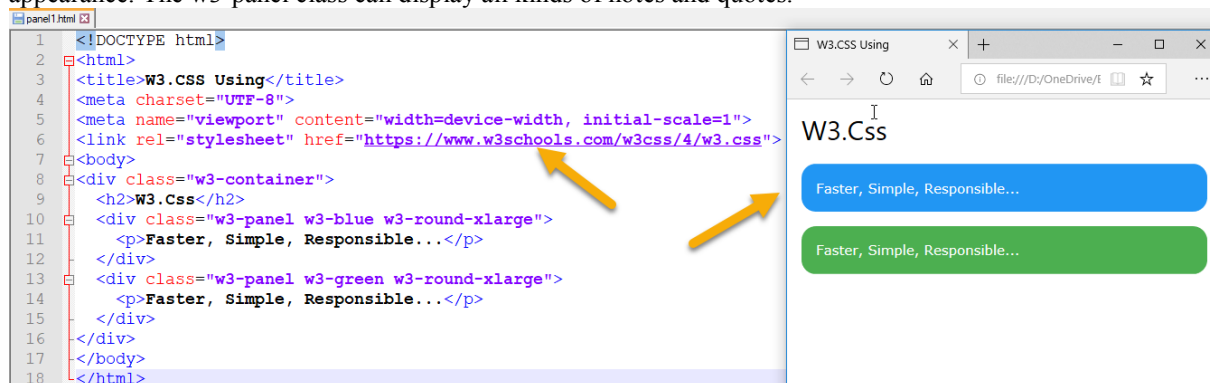 appearance. The w3-panel class can display all kinds of notes and quotes.
panel1.html
1 <!DOCTYPE html>
2 <html>
3 <title>W3.CSS Using</title>
4 <meta charset="UTF-8">
5 <meta name="viewport" content="width=device-width, initial-scale=1">
6 <link rel="stylesheet" href="https://www.w3schools.com/w3css/4/w3.css">
7 <body>
8 <div class="w3-container">
9 <h2>W3.Css</h2>
10 <div class="w3-panel w3-blue w3-round-xlarge">
11 <p>Faster, Simple, Responsible...</p>
12 </div>
13 <div class="w3-panel w3-green w3-round-xlarge">
14 <p>Faster, Simple, Responsible...</p>
15 </div>
16 </div>
17 </body>
18 </html>
W3.CSS Using
file:///D:/OneDrive/E
W3.Css
Faster, Simple, Responsible...
Faster, Simple, Responsible...